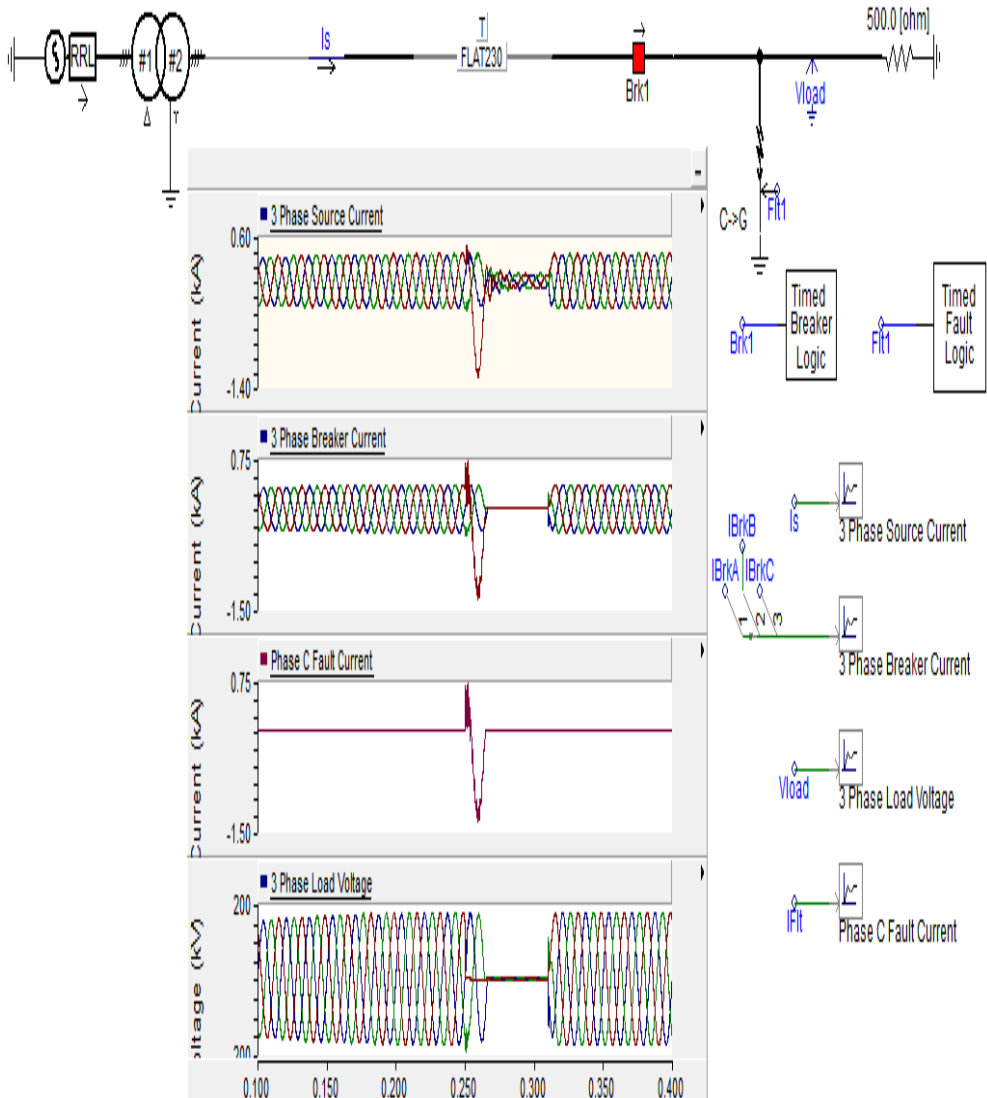 500.0 [ohm]
RRL
#1
#2
Is
T
FLAT230
Brk1
Vload
Flt1
C->G
3 Phase Source Current
0.60
-1.40
Current (kA)
3 Phase Breaker Current
0.75
-1.50
Current (kA)
Phase C Fault Current
0.75
-1.50
Current (kA)
3 Phase Load Voltage
200
200
ltage (kV)
0.100 0.150 0.200 0.250 0.300 0.350 0.400
Brk1
Timed
Breaker
Logic
Flt1
Timed
Fault
Logic
Is
3 Phase Source Current
IBrkB
IBrkA
IBrkC
1
2
3
3 Phase Breaker Current
Vload
3 Phase Load Voltage
IFlt
Phase C Fault Current